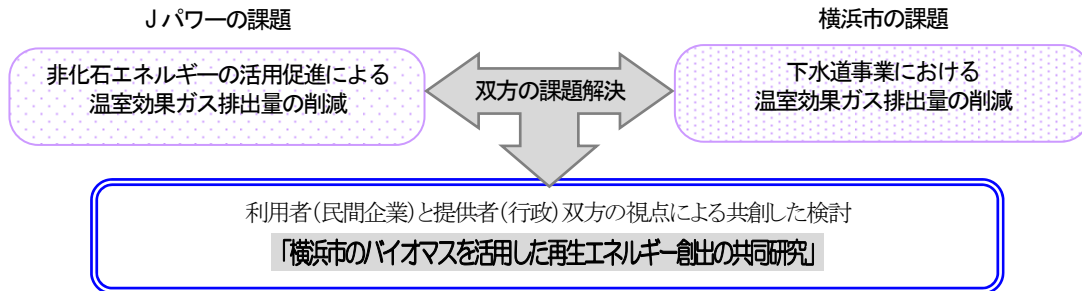 Jパワーの課題
横浜市の課題
非化石エネルギーの活用促進による
温室効果ガス排出量の削減
双方の課題解決
下水道事業における
温室効果ガス排出量の削減
利用者(民間企業)と提供者(行政)双方の視点による共創した検討
「横浜市のバイオマスを活用した再生エネルギー創出の共同研究」